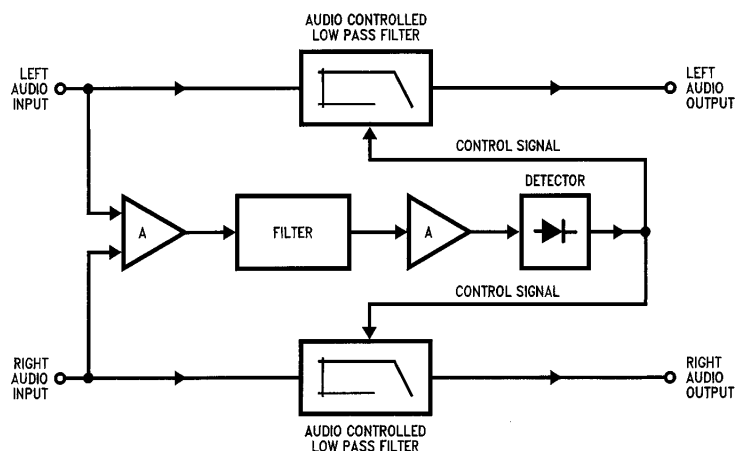 AUDIO CONTROLLED
LOW PASS FILTER
LEFT
AUDIO
INPUT
LEFT
AUDIO
OUTPUT
CONTROL SIGNAL
DETECTOR
A
FILTER
A
CONTROL SIGNAL
RIGHT
AUDIO
INPUT
RIGHT
AUDIO
OUTPUT
AUDIO CONTROLLED
LOW PASS FILTER